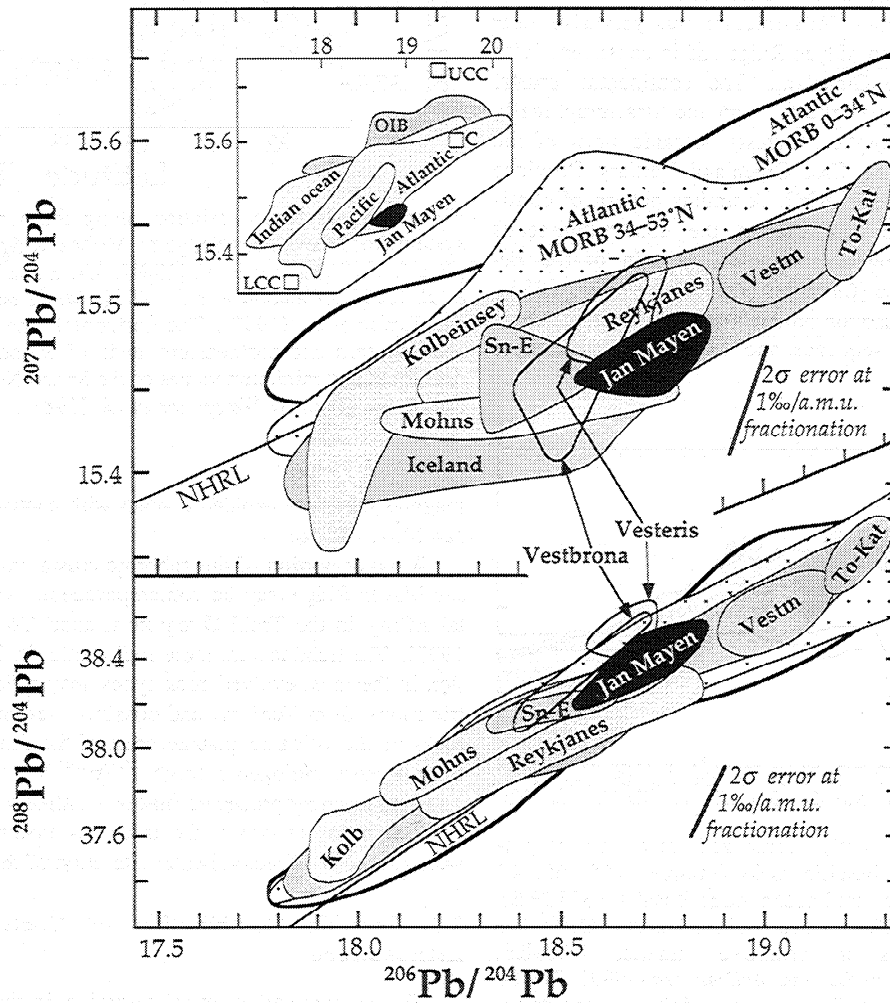 18 19 20
UCC
OIB
15.6
C
Indian ocean
Pacific
Atlantic
Jan Mayen
15.4
LCC
Atlantic
MORB 0–34°N
Atlantic
MORB 34–53°N
To-Kat
Vestm
Reykjanes
Kolbeinsey
Sn-E
Jan Mayen
Mohns
Iceland
NHRL
2σ error at
1‰/a.m.u.
fractionation
15.6
15.5
15.4
207Pb/204Pb
Vesteris
Vestbrona
To-Kat
Vestm
Jan Mayen
Sn-E
Mohns
Reykjanes
Kolb
NHRL
2σ error at
1‰/a.m.u.
fractionation
38.4
38.0
37.6
208Pb/204Pb
17.5 18.0 18.5 19.0
206Pb/204Pb